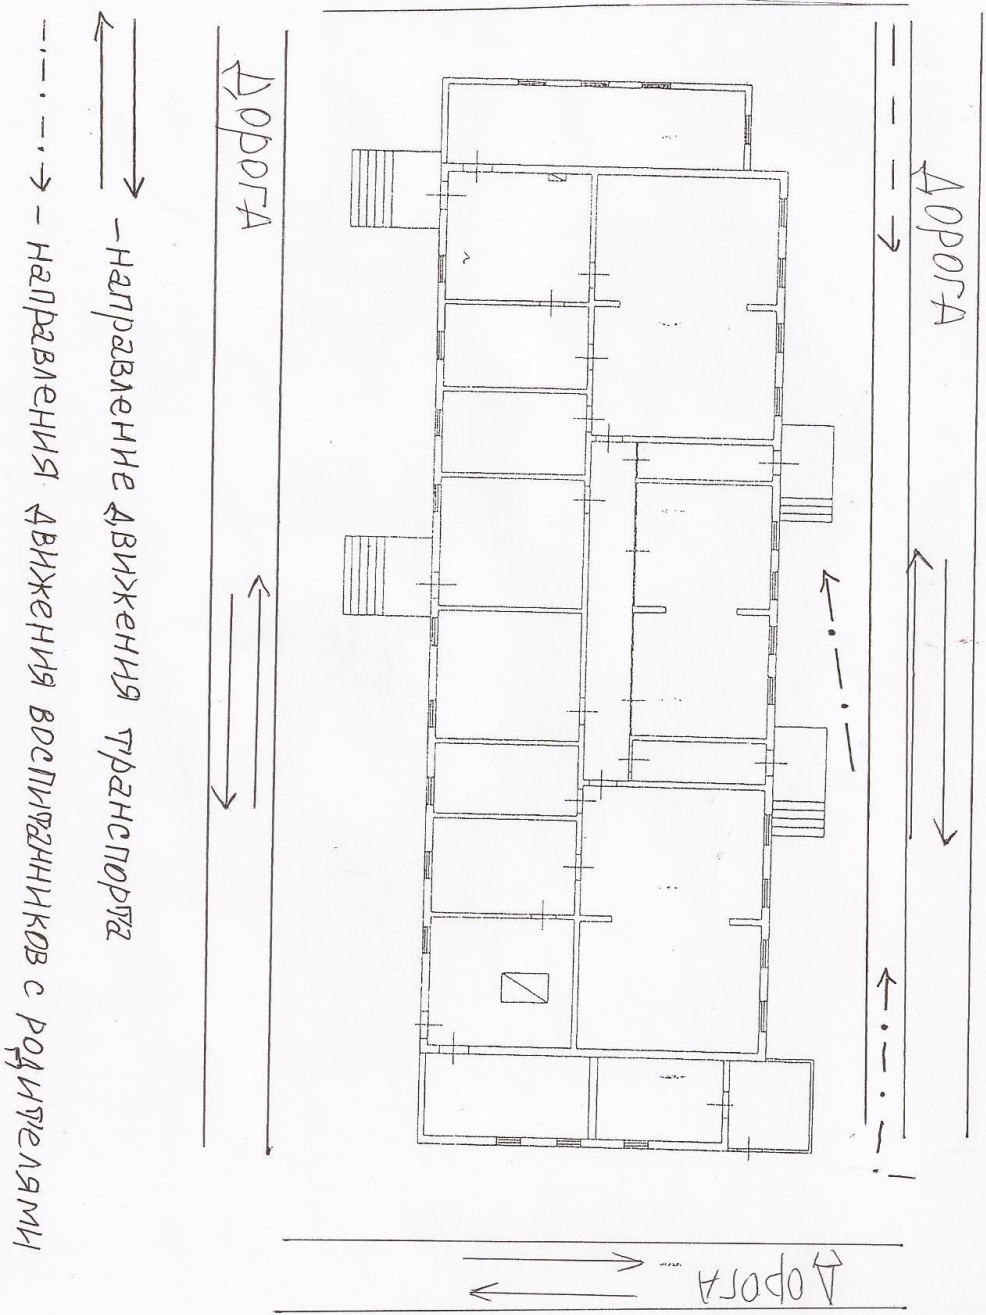 ДОРОГА
ДОРОГА
ДОРОГА
– НАПРАВЛЕНИЕ ДВИЖЕНИЯ ТРАНСПОРТА
– НАПРАВЛЕНИЯ ДВИЖЕНИЯ ВОСПИТАННИКОВ С РОДИТЕЛЯМИ